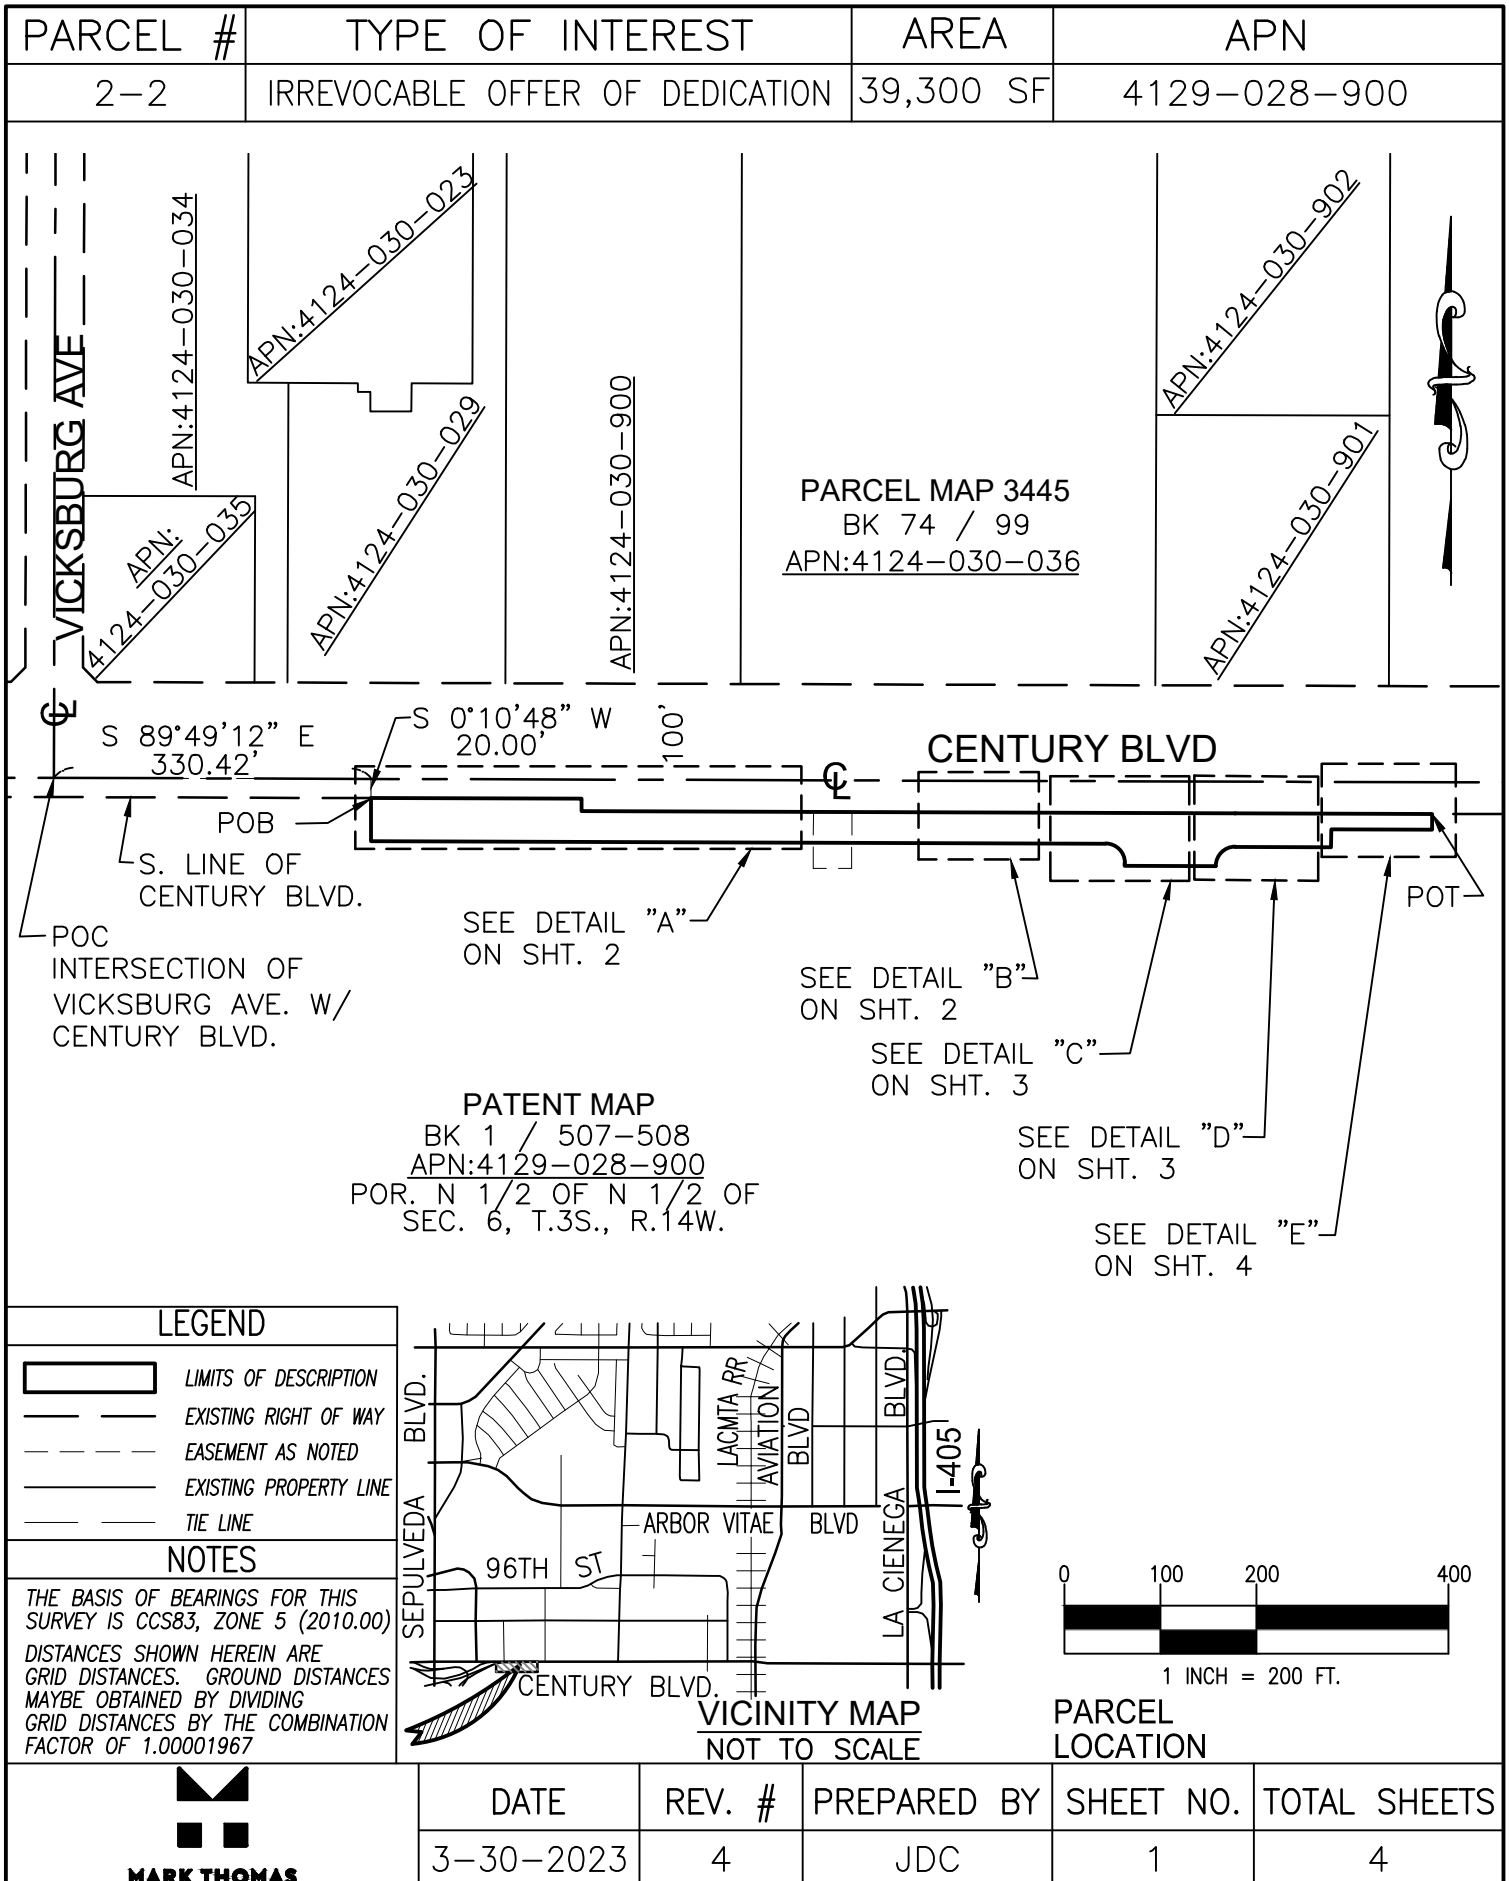 PARCEL # TYPE OF INTEREST AREA APN
2-2 IRREVOCABLE OFFER OF DEDICATION 39,300 SF 4129-028-900
VICKSBURG AVE
APN:4124-030-034
APN:4124-030-023
APN:
4124-030-035
APN:4124-030-029
APN:4124-030-900
PARCEL MAP 3445
BK 74 / 99
APN:4124-030-036
APN:4124-030-902
APN:4124-030-901
S 89°49'12" E
330.42'
S 0°10'48" W
20.00'
100'
CENTURY BLVD
POB
S. LINE OF
CENTURY BLVD.
POC
INTERSECTION OF
VICKSBURG AVE. W/
CENTURY BLVD.
SEE DETAIL "A"
ON SHT. 2
SEE DETAIL "B"
ON SHT. 2
SEE DETAIL "C"
ON SHT. 3
SEE DETAIL "D"
ON SHT. 3
SEE DETAIL "E"
ON SHT. 4
POT
PATENT MAP
BK 1 / 507-508
APN:4129-028-900
POR. N 1/2 OF N 1/2 OF
SEC. 6, T.3S., R.14W.
LEGEND
LIMITS OF DESCRIPTION
EXISTING RIGHT OF WAY
EASEMENT AS NOTED
EXISTING PROPERTY LINE
TIE LINE
NOTES
THE BASIS OF BEARINGS FOR THIS
SURVEY IS CCS83, ZONE 5 (2010.00)
DISTANCES SHOWN HEREIN ARE
GRID DISTANCES. GROUND DISTANCES
MAYBE OBTAINED BY DIVIDING
GRID DISTANCES BY THE COMBINATION
FACTOR OF 1.00001967
SEPULVEDA BLVD.
LACMTA RR
AVIATION
BLVD
LA CIENEGA BLVD.
I-405
ARBOR VITAE BLVD
96TH ST
CENTURY BLVD.
VICINITY MAP
NOT TO SCALE
0 100 200 400
1 INCH = 200 FT.
PARCEL
LOCATION
MARK THOMAS
DATE REV. # PREPARED BY SHEET NO. TOTAL SHEETS
3-30-2023 4 JDC 1 4